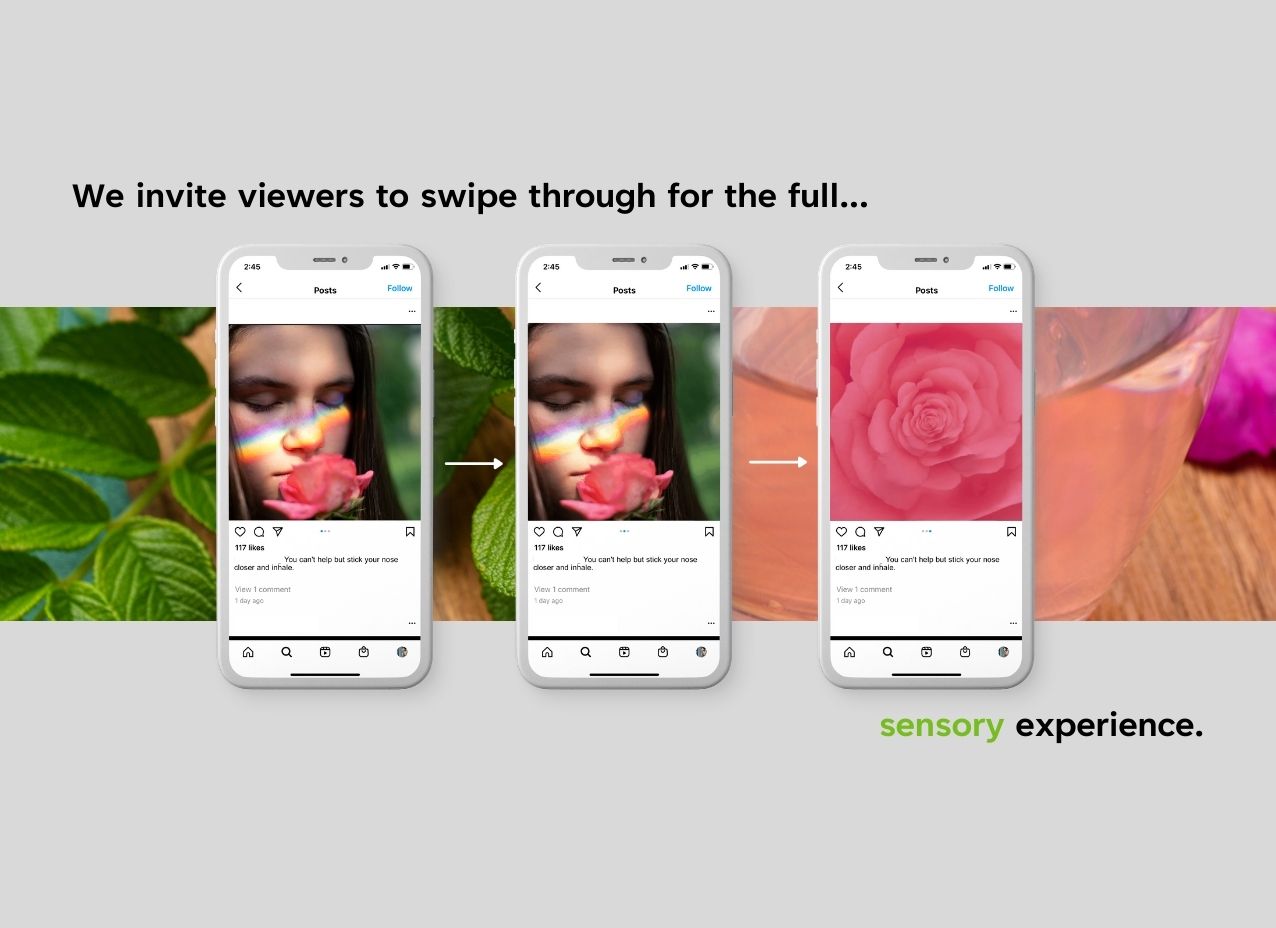 We invite viewers to swipe through for the full...
2:45
Posts
Follow
117 likes
You can't help but stick your nose
closer and inhale.
View 1 comment
1 day ago
2:45
Posts
Follow
117 likes
You can't help but stick your nose
closer and inhale.
View 1 comment
1 day ago
2:45
Posts
Follow
117 likes
You can't help but stick your nose
closer and inhale.
View 1 comment
1 day ago
sensory experience.